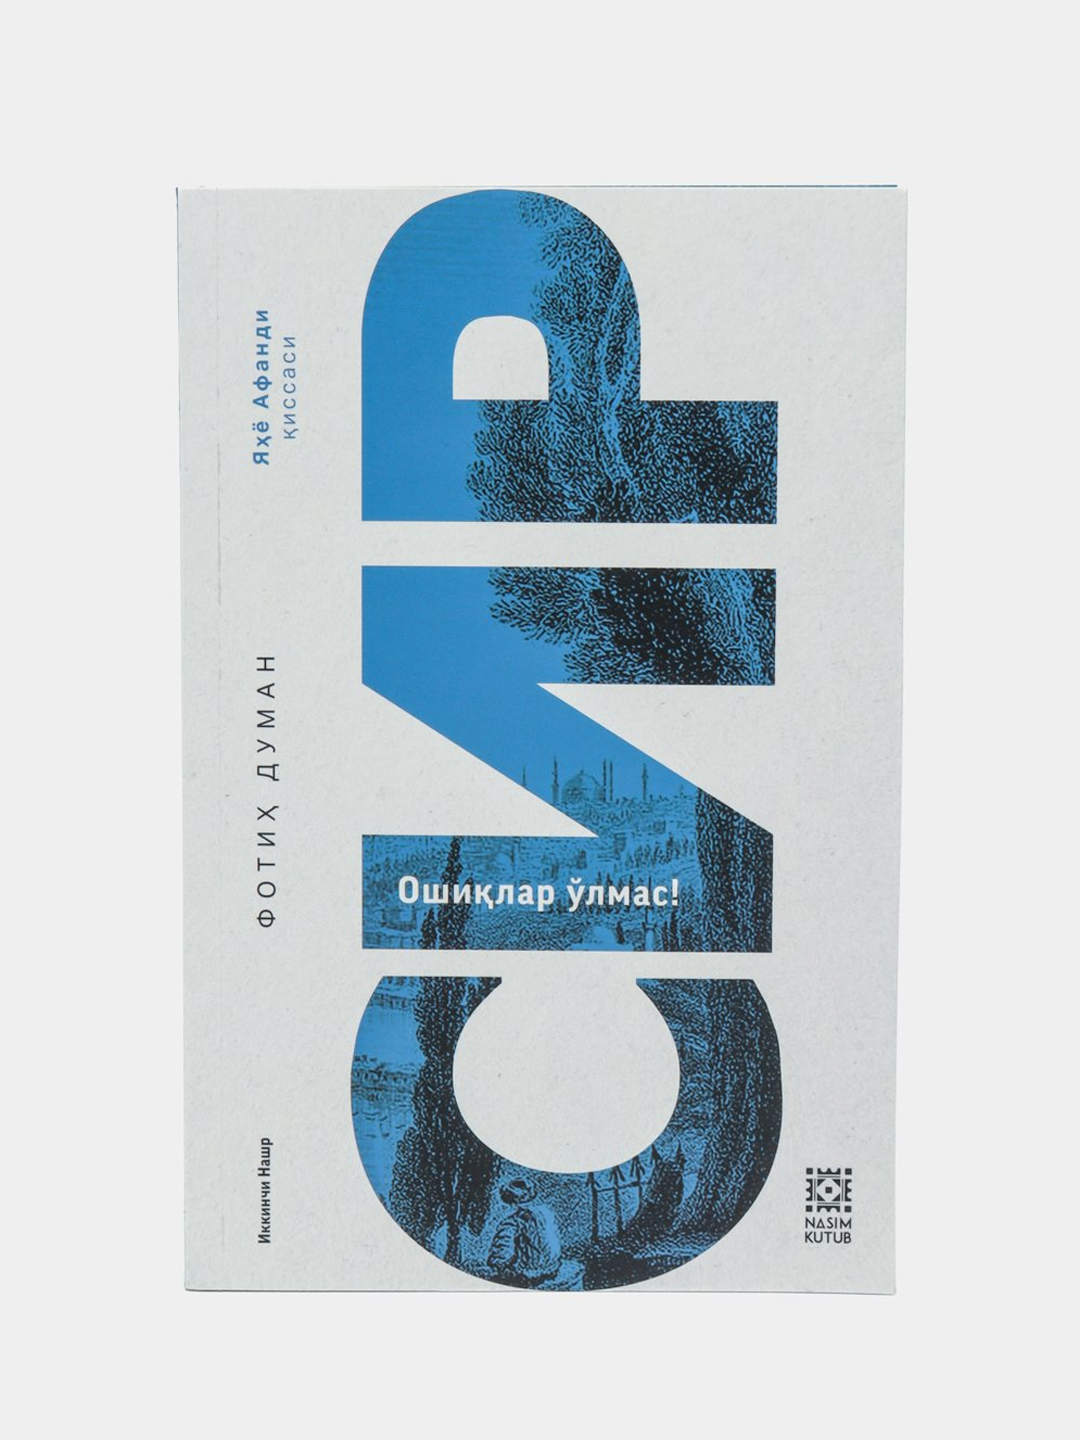 Яҳё Афанди
қиссаси
ФОТИҲ ДУМАН
Иккинчи Нашр
СИР
Ошиқлар ўлмас!
NASIM
KUTUB